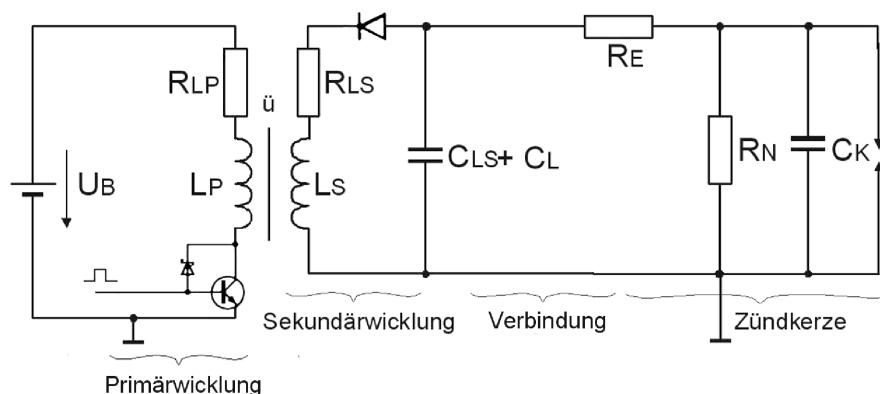 RLP
ü
RLS
RE
UB
LP
LS
CLS+ CL
RN
CK
Sekundärwicklung
Verbindung
Zündkerze
Primärwicklung